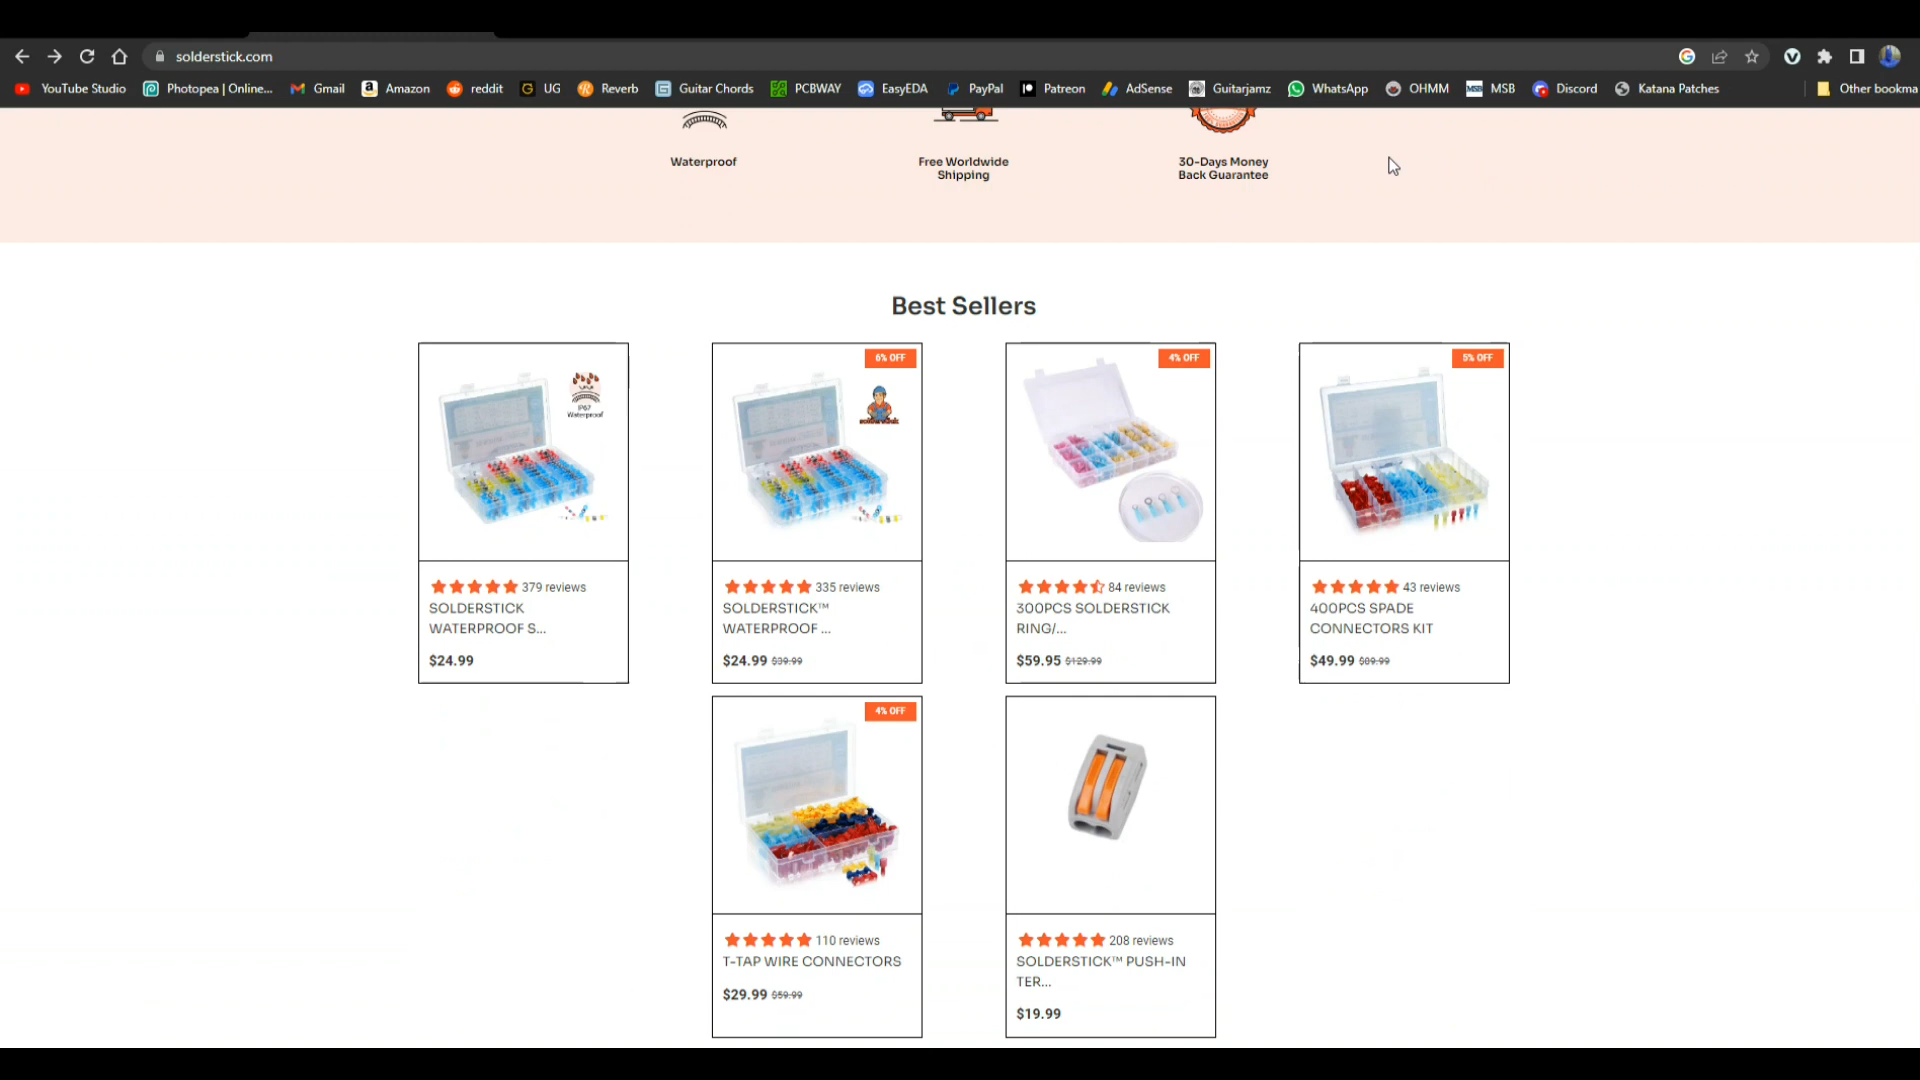 solderstick.com
YouTube Studio
Photopea | Online...
Gmail
Amazon
reddit
UG
Reverb
Guitar Chords
PCBWAY
EasyEDA
PayPal
Patreon
AdSense
Guitarjamz
WhatsApp
OHMM
MSB
Discord
Katana Patches
Other bookma
Waterproof
Free Worldwide
Shipping
30-Days Money
Back Guarantee
Best Sellers
IP67
Waterproof
379 reviews
SOLDERSTICK
WATERPROOF S...
$24.99
6% OFF
solderstick
335 reviews
SOLDERSTICK™
WATERPROOF ...
$24.99 $39.99
4% OFF
84 reviews
300PCS SOLDERSTICK
RING/...
$59.95 $129.99
5% OFF
43 reviews
400PCS SPADE
CONNECTORS KIT
$49.99 $89.99
4% OFF
110 reviews
T-TAP WIRE CONNECTORS
$29.99 $59.99
208 reviews
SOLDERSTICK™ PUSH-IN
TER...
$19.99